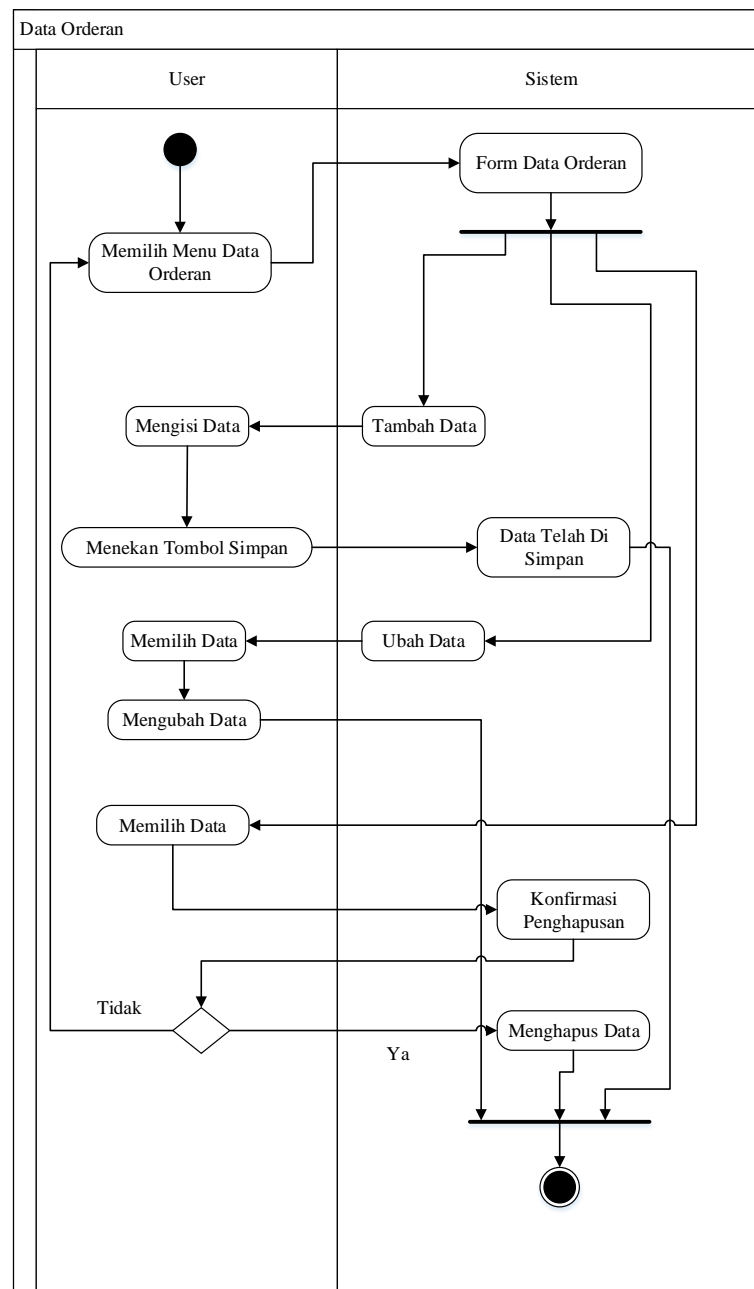 Data Orderan
User
Sistem
Form Data Orderan
Memilih Menu Data
Orderan
Mengisi Data
Tambah Data
Menekan Tombol Simpan
Data Telah Di
Simpan
Memilih Data
Ubah Data
Mengubah Data
Memilih Data
Konfirmasi
Penghapusan
Tidak
Menghapus Data
Ya